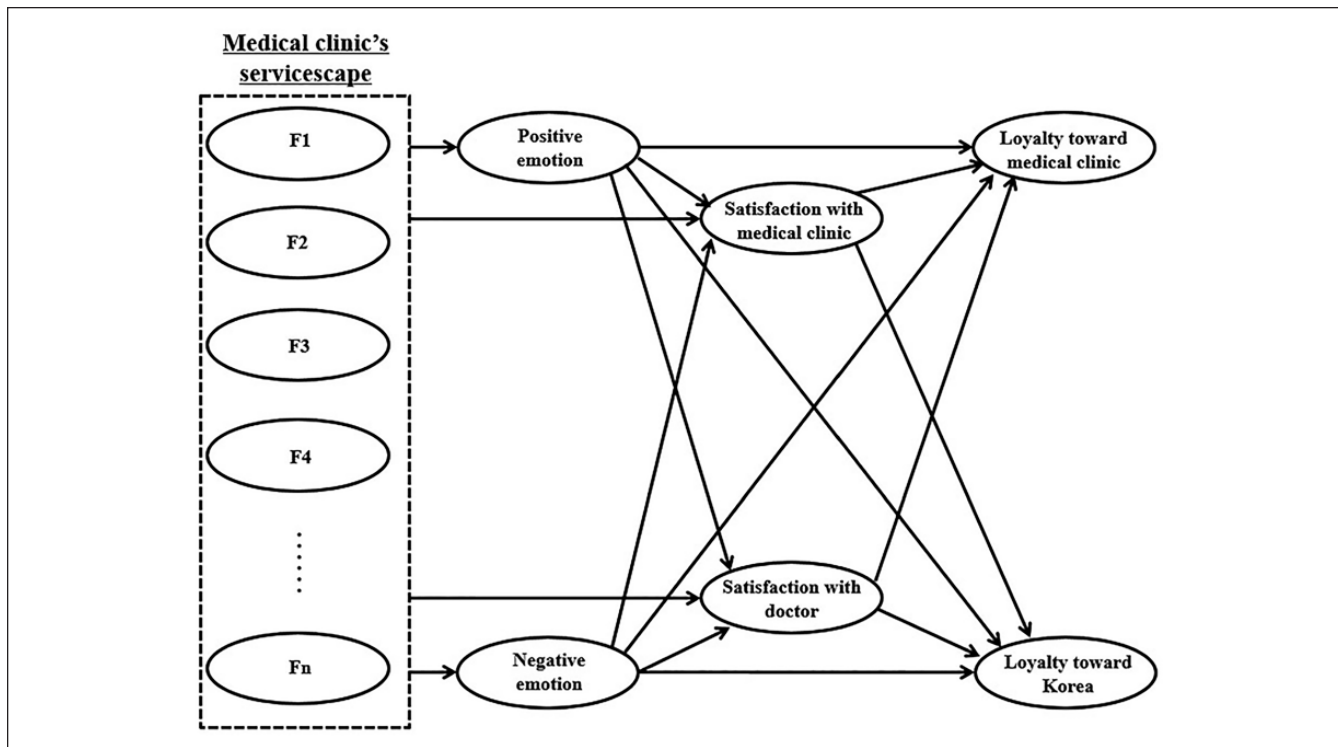 Medical clinic's
servicescape
F1
F2
F3
F4
......
Fn
Positive
emotion
Negative
emotion
Satisfaction with
medical clinic
Satisfaction with
doctor
Loyalty toward
medical clinic
Loyalty toward
Korea